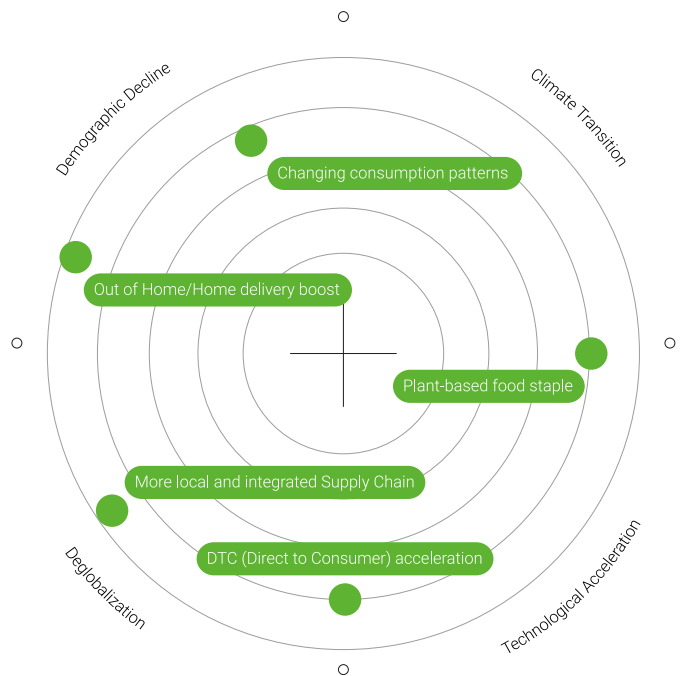 Demographic Decline
Climate Transition
Changing consumption patterns
Out of Home/Home delivery boost
Plant-based food staple
More local and integrated Supply Chain
DTC (Direct to Consumer) acceleration
Deglobalization
Technological Acceleration